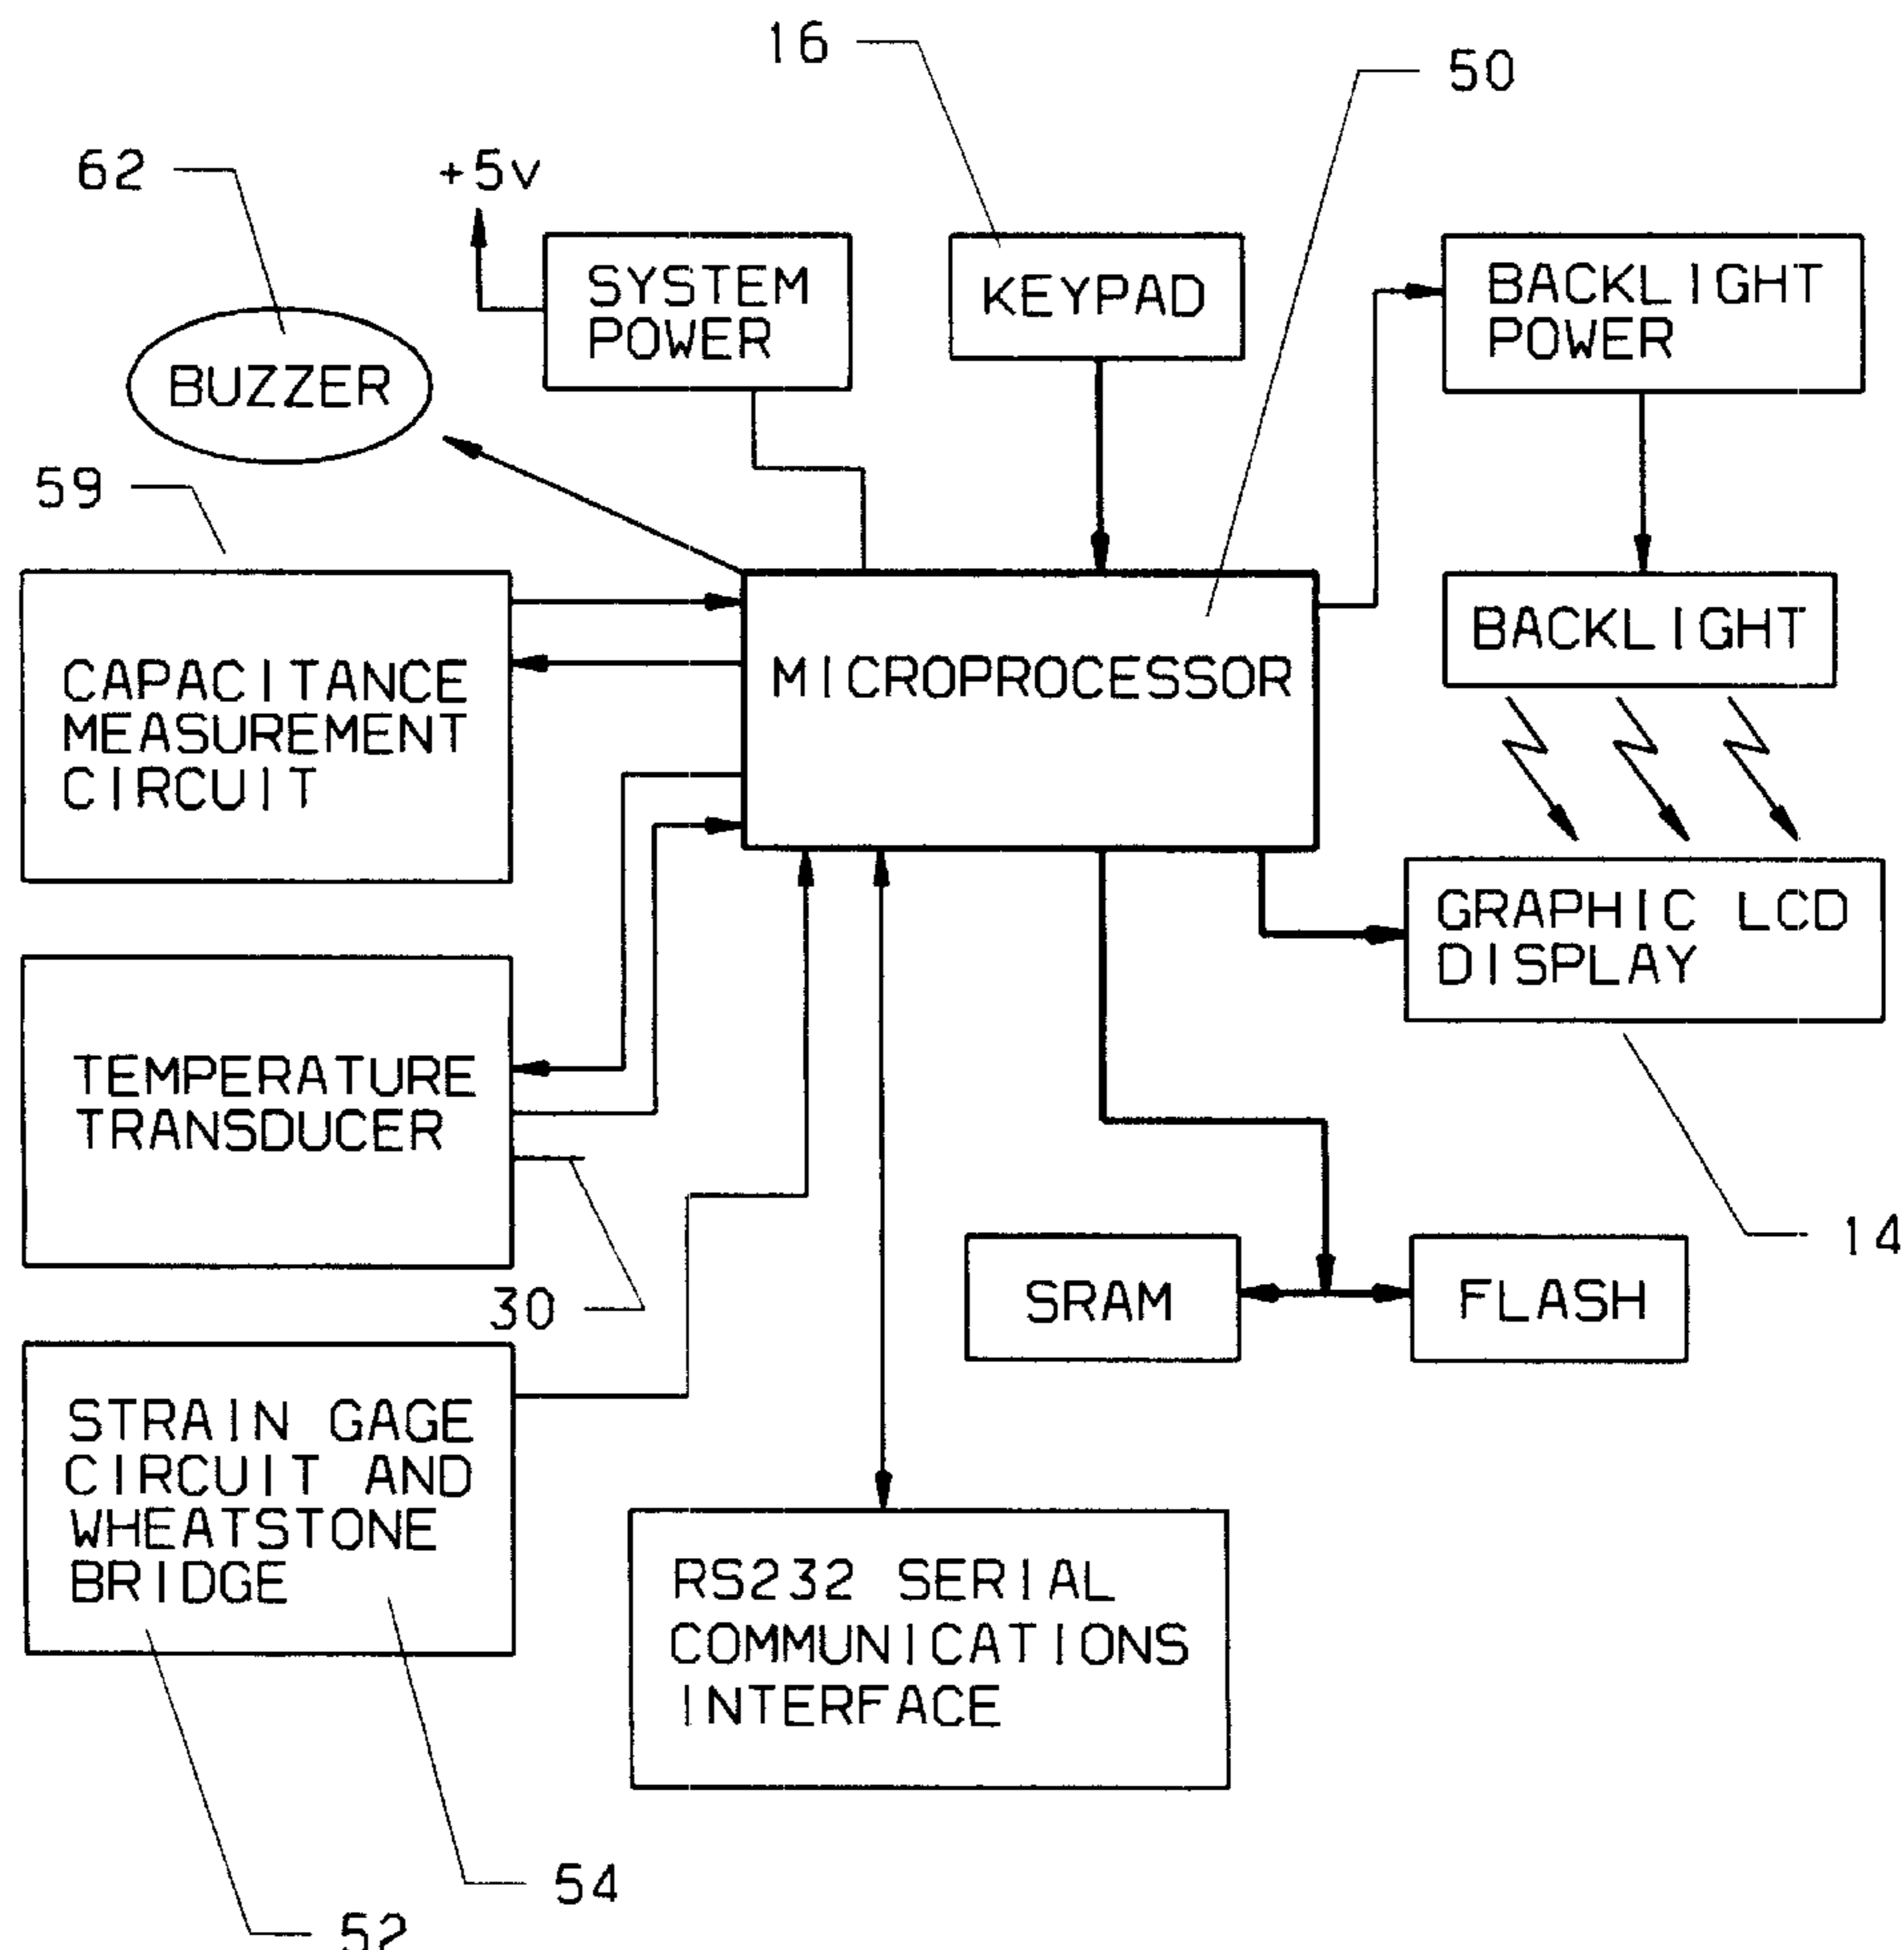 16
50
62
+5v
SYSTEM
POWER
KEYPAD
BACKLIGHT
POWER
BUZZER
59
CAPACITANCE
MEASUREMENT
CIRCUIT
MICROPROCESSOR
BACKLIGHT
GRAPHIC LCD
DISPLAY
14
TEMPERATURE
TRANSDUCER
30
SRAM
FLASH
STRAIN GAGE
CIRCUIT AND
WHEATSTONE
BRIDGE
RS232 SERIAL
COMMUNICATIONS
INTERFACE
54
52